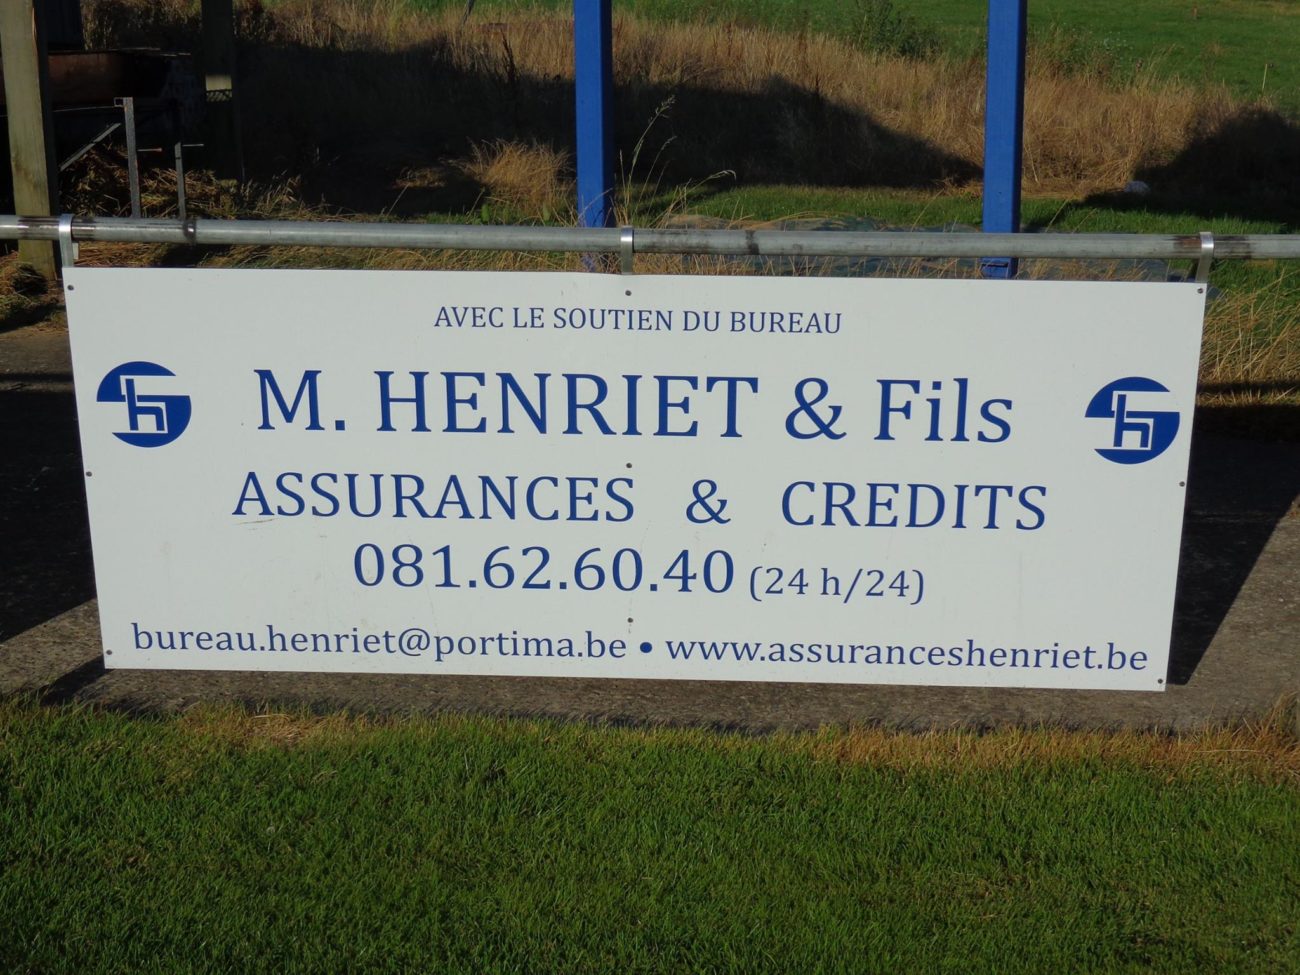 AVEC LE SOUTIEN DU BUREAU
M. HENRIET & Fils
ASSURANCES & CREDITS
081.62.60.40 (24 h/24)
bureau.henriet@portima.be • www.assuranceshenriet.be